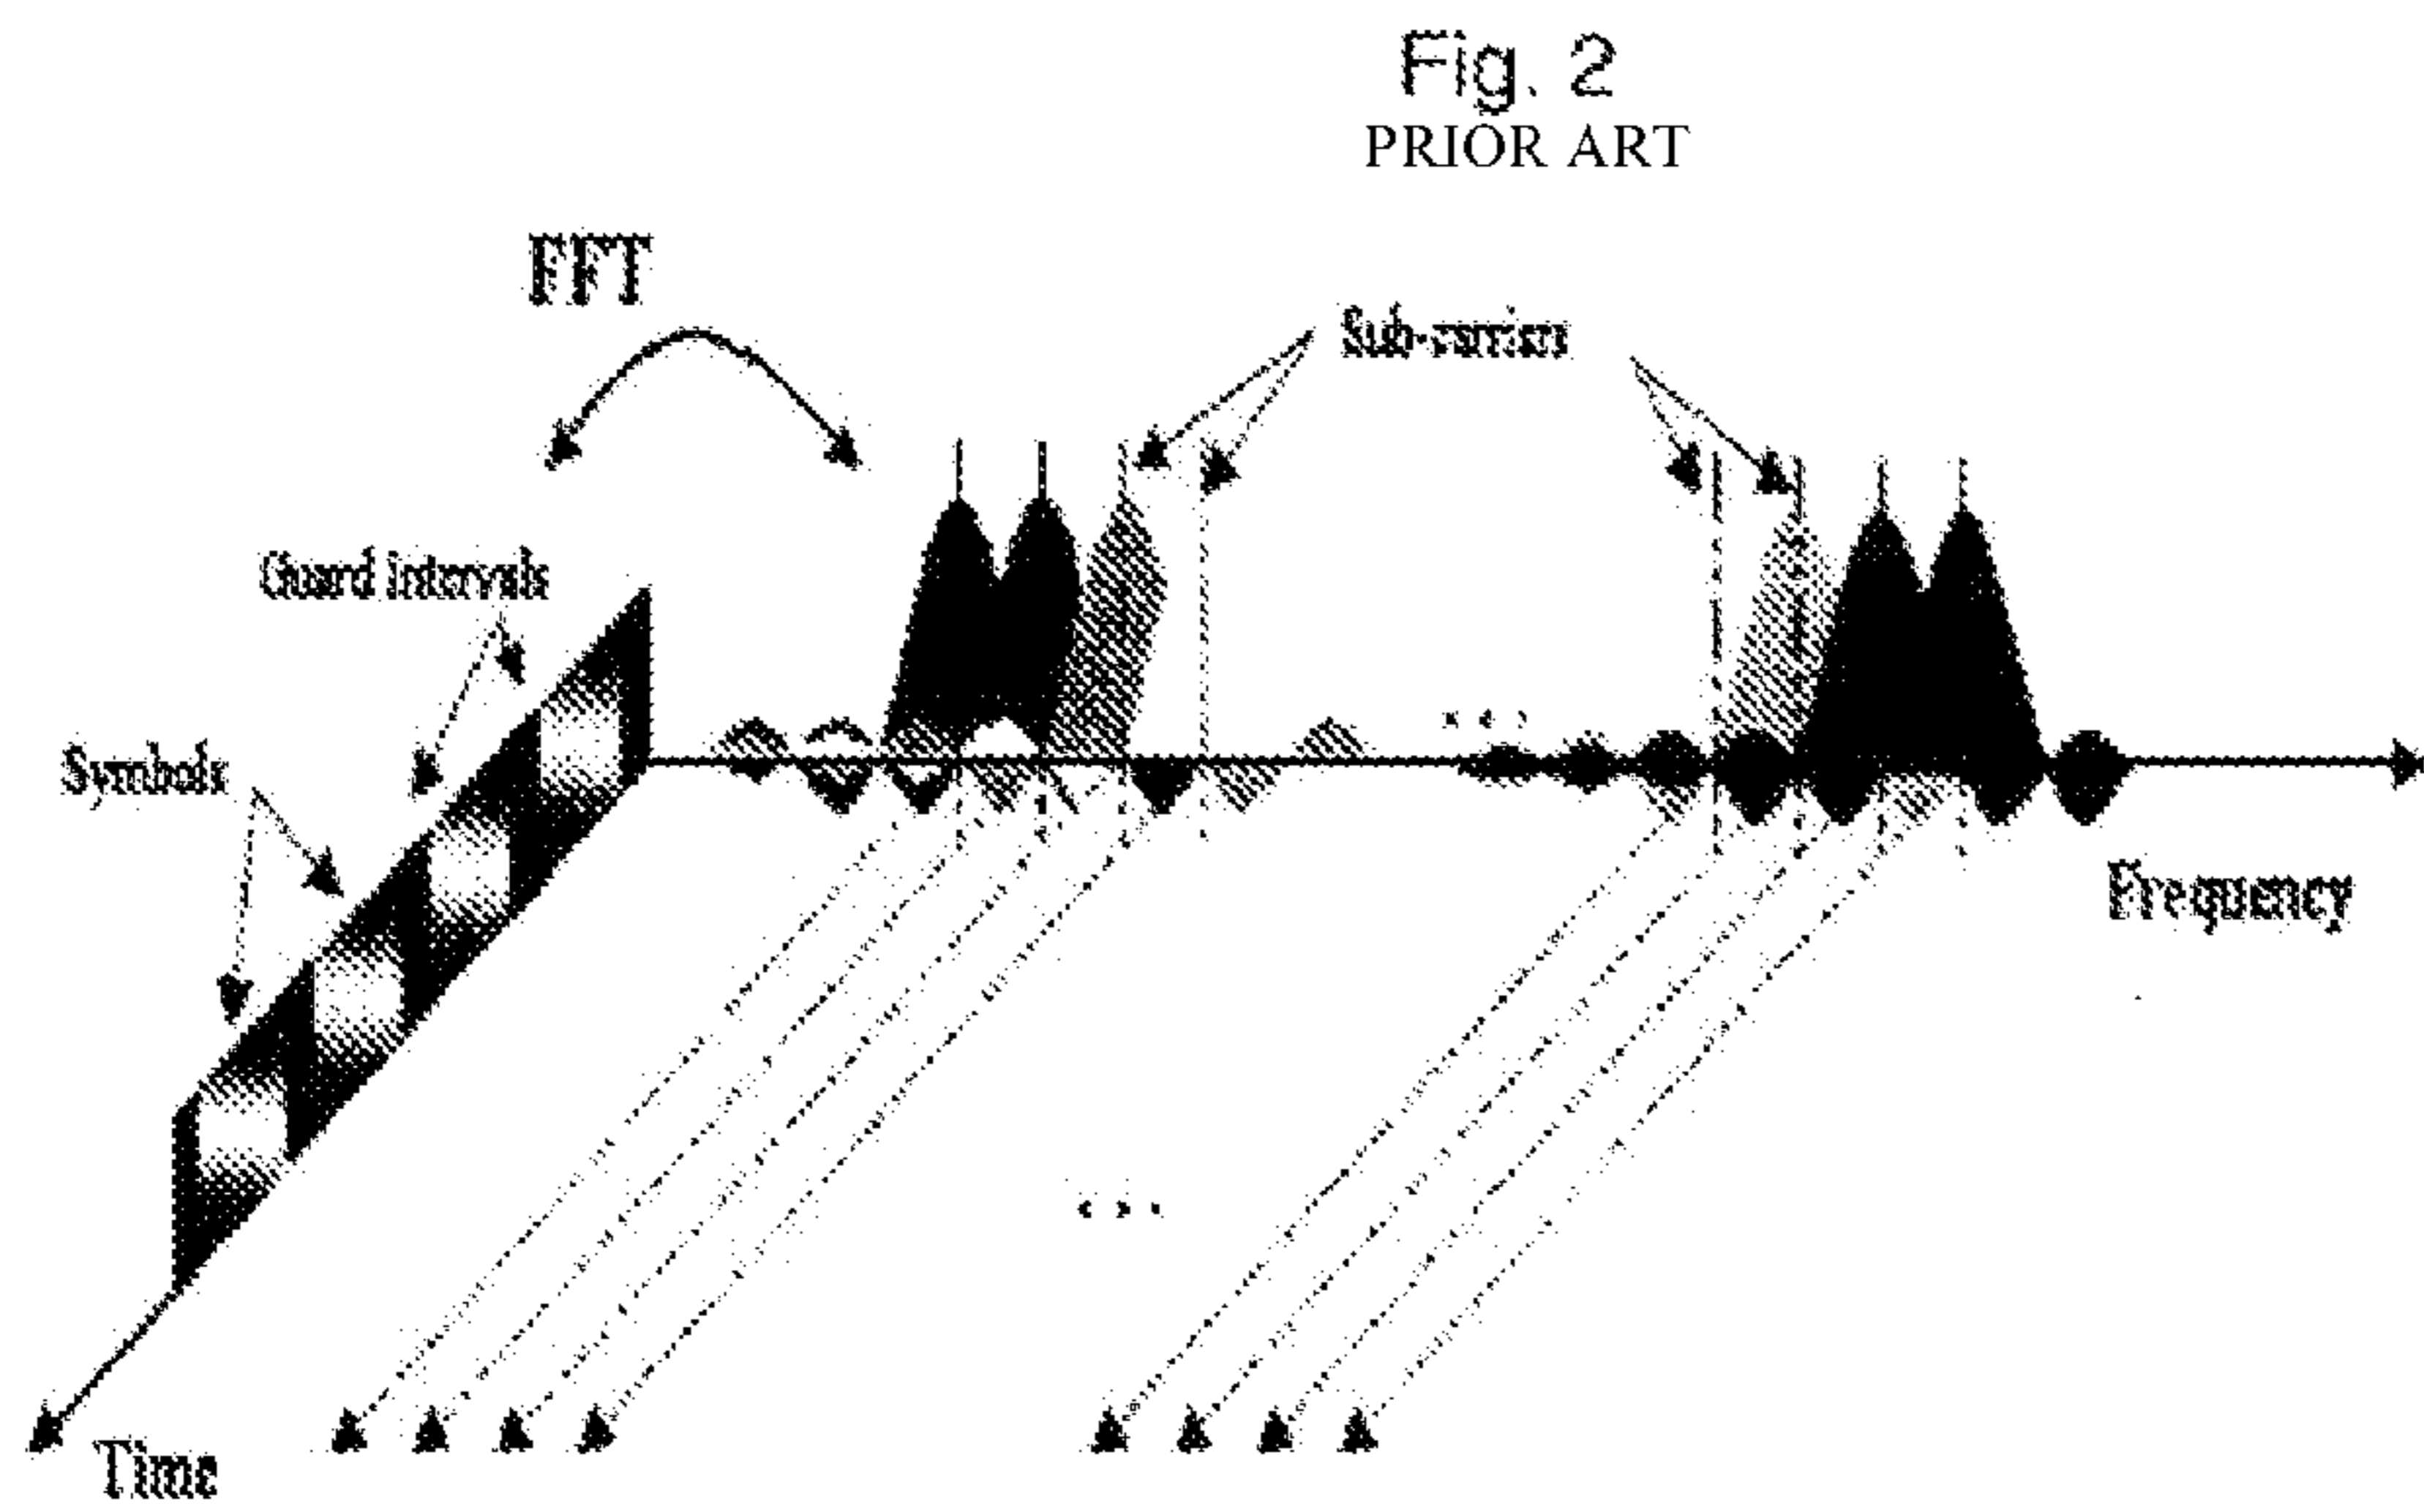 Fig. 2
PRIOR ART
FFT
Sub-carriers
Guard Intervals
Symbols
...
Frequency
...
Time